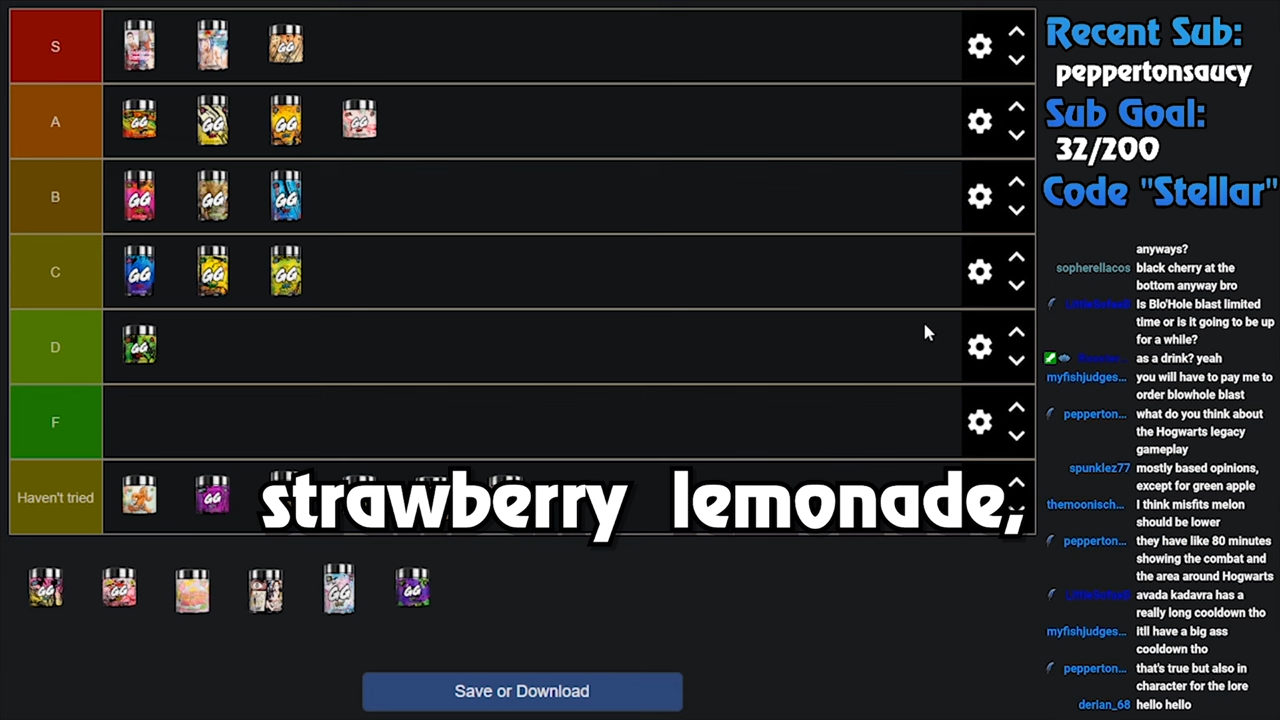 S
A
B
C
D
F
Haven't tried
strawberry lemonade,
Save or Download
Recent Sub:
peppertonsaucy
Sub Goal:
32/200
Code "Stellar"
anyways?
sopherellacos black cherry at the
bottom anyway bro
Is Blo'Hole blast limited
time or is it going to be up
for a while?
as a drink? yeah
myfishjudges... you will have to pay me to
order blowhole blast
pepperton... what do you think about
the Hogwarts legacy
gameplay
spunklez77 mostly based opinions,
except for green apple
themoonisch... I think misfits melon
should be lower
pepperton... they have like 80 minutes
showing the combat and
the area around Hogwarts
avada kadavra has a
really long cooldown tho
myfishjudges... itll have a big ass
cooldown tho
pepperton... that's true but also in
character for the lore
derian_68 hello hello